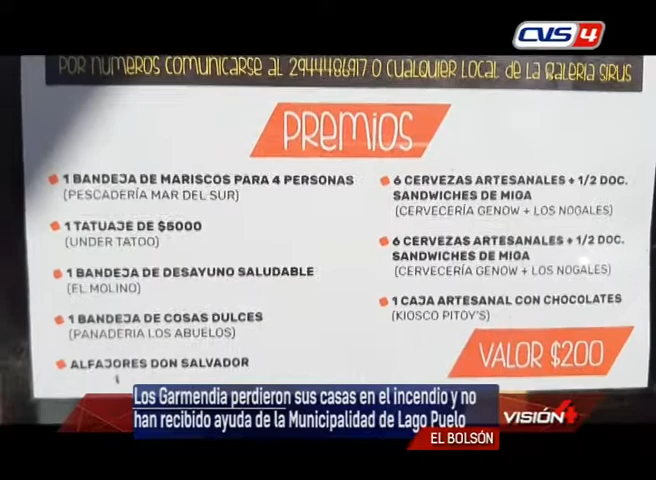 CVS 4
POR NUMEROS COMUNICARSE AL 2944486917 O CUALQUIER LOCAL de LA GALERIA SIRUS
PREMIOS
1 BANDEJA DE MARISCOS PARA 4 PERSONAS
(PESCADERÍA MAR DEL SUR)
1 TATUAJE DE $5000
(UNDER TATOO)
1 BANDEJA DE DESAYUNO SALUDABLE
(EL MOLINO)
1 BANDEJA DE COSAS DULCES
(PANADERIA LOS ABUELOS)
ALFAJORES DON SALVADOR
6 CERVEZAS ARTESANALES + 1/2 DOC.
SANDWICHES DE MIGA
(CERVECERÍA GENOW + LOS NOGALES)
6 CERVEZAS ARTESANALES + 1/2 DOC.
SANDWICHES DE MIGA
(CERVECERÍA GENOW + LOS NOGALES)
1 CAJA ARTESANAL CON CHOCOLATES
(KIOSCO PITOY'S)
VALOR $200
Los Garmendia perdieron sus casas en el incendio y no
han recibido ayuda de la Municipalidad de Lago Puelo
VISIÓN 4
EL BOLSÓN